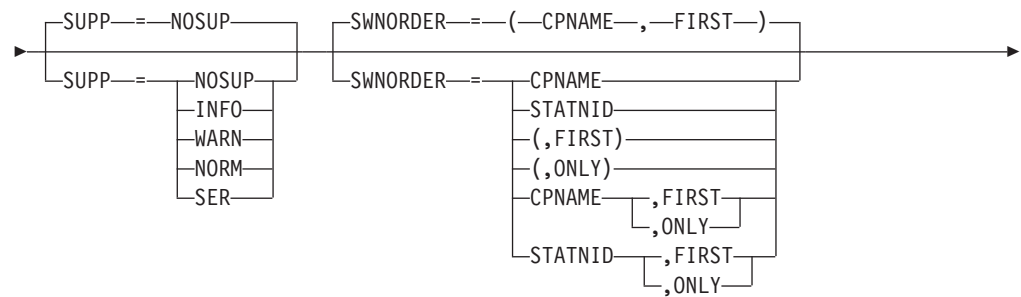 SUPP = NOSUP SWNORDER = ( CPNAME , FIRST )
SUPP = NOSUP SWNORDER = CPNAME
INFO STATNID
WARN (,FIRST)
NORM (,ONLY)
SER CPNAME ,FIRST
,ONLY
STATNID ,FIRST
,ONLY